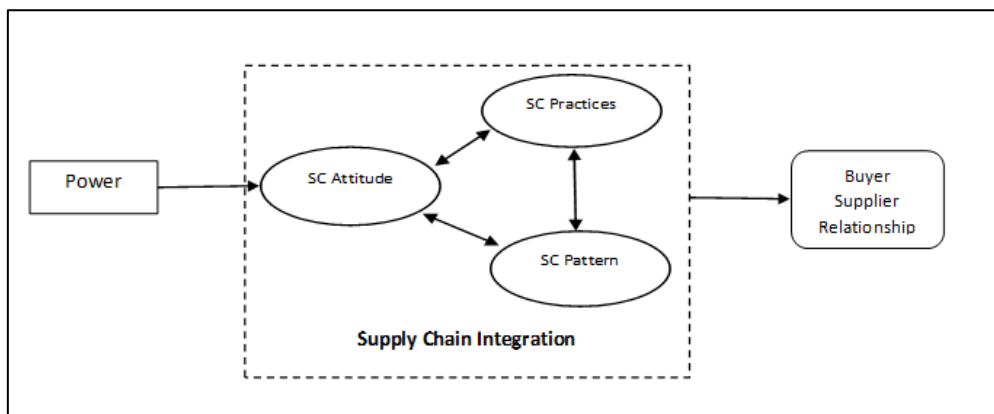 Power
SC Attitude
SC Practices
SC Pattern
Supply Chain Integration
Buyer
Supplier
Relationship